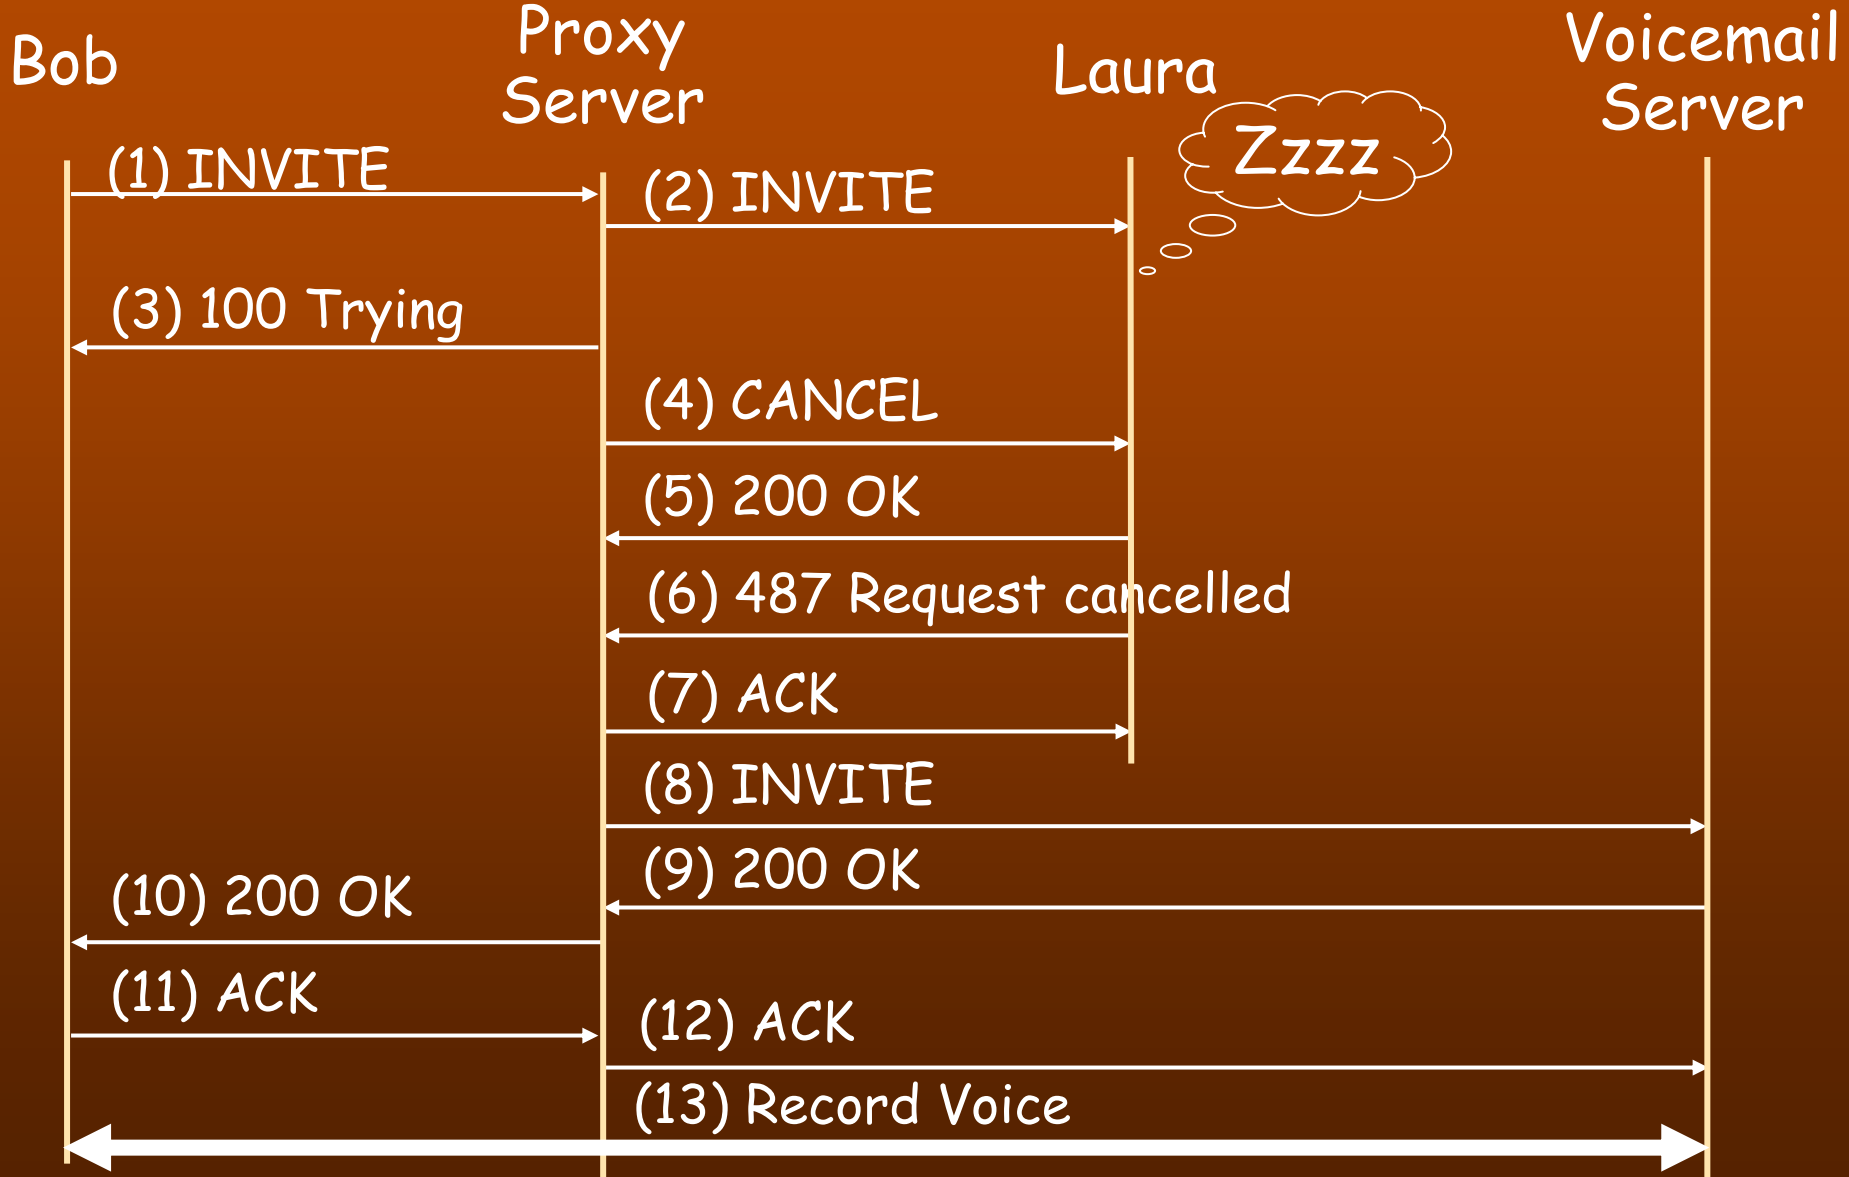 Bob
Proxy
Server
Laura
Voicemail
Server
Zzzz
(1) INVITE
(2) INVITE
(3) 100 Trying
(4) CANCEL
(5) 200 OK
(6) 487 Request cancelled
(7) ACK
(8) INVITE
(9) 200 OK
(10) 200 OK
(11) ACK
(12) ACK
(13) Record Voice